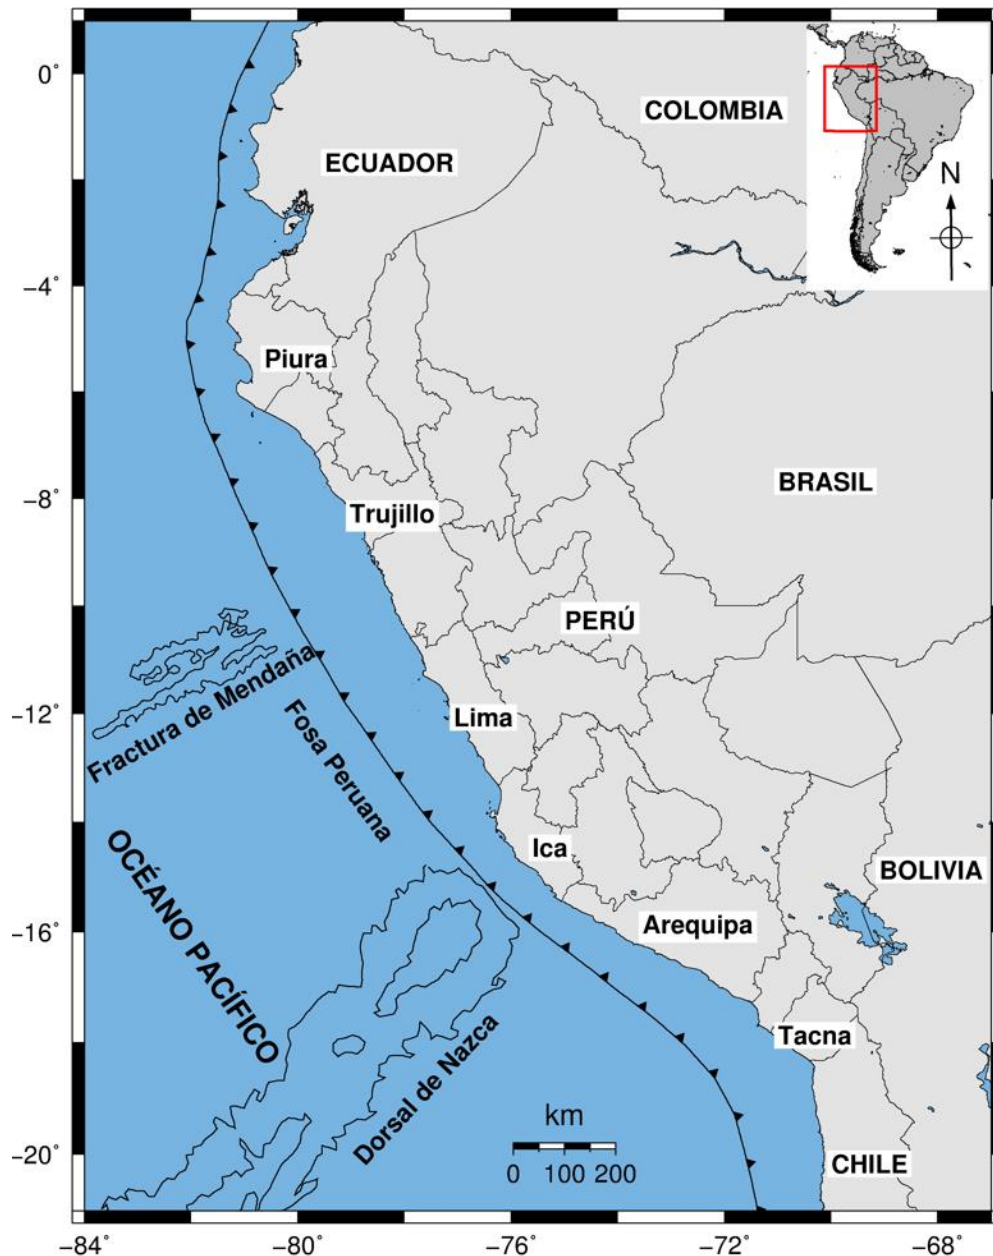 0°
−4°
−8°
−12°
−16°
−20°
−84°
−80°
−76°
−72°
−68°
COLOMBIA
ECUADOR
N
Piura
BRASIL
Trujillo
PERÚ
Fractura de Mendaña
Fosa Peruana
Lima
Ica
BOLIVIA
OCÉANO PACÍFICO
Arequipa
Dorsal de Nazca
Tacna
km
0 100 200
CHILE